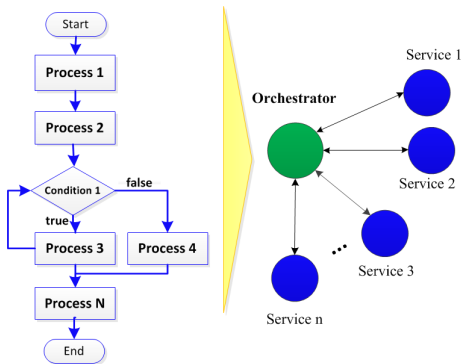 Start
Process 1
Process 2
Condition 1
false
true
Process 3
Process 4
Process N
End
Orchestrator
Service 1
Service 2
Service 3
...
Service n